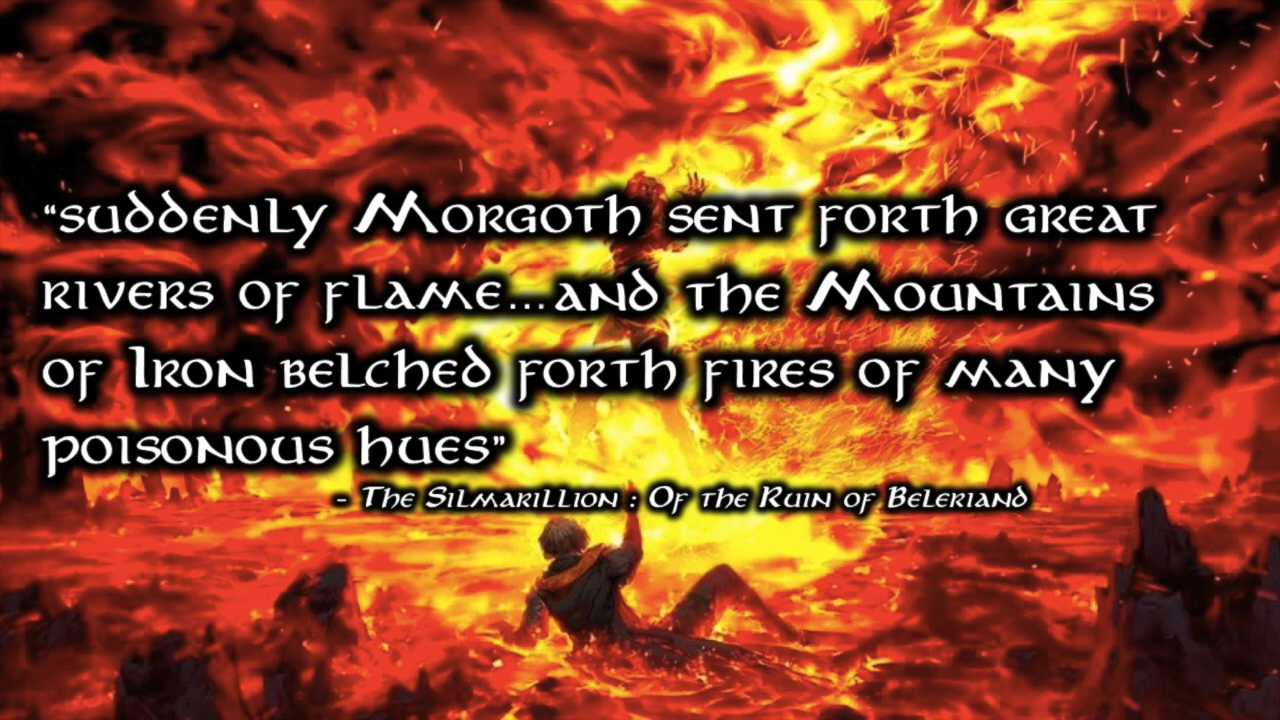 “suddenly Morgoth sent forth great
rivers of flame...and the Mountains
of Iron belched forth fires of many
poisonous hues”
- The Silmarillion : Of the Ruin of Beleriand